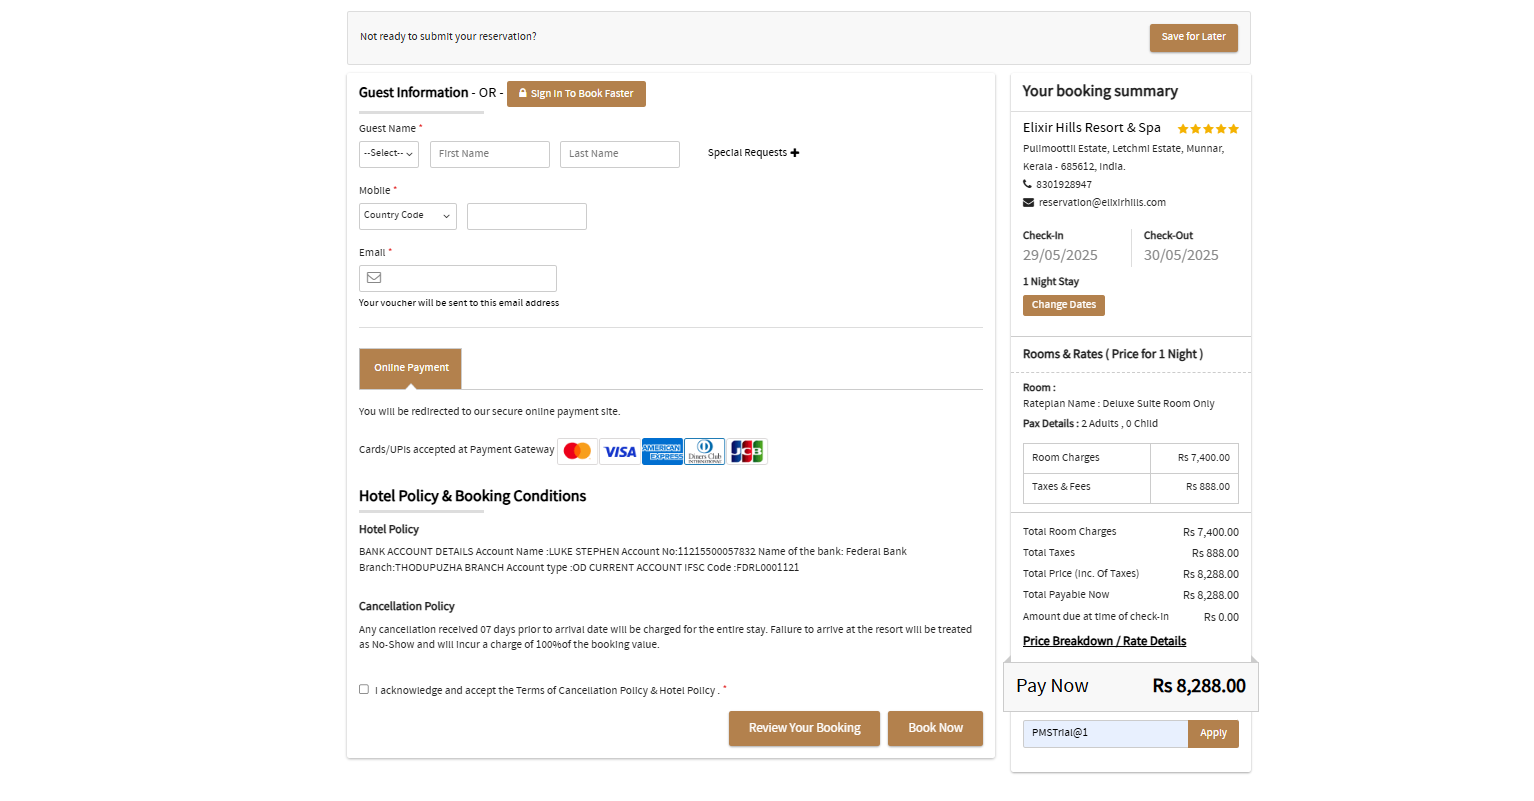 Not ready to submit your reservation?
Save for Later
Guest Information - OR - Sign In To Book Faster
Guest Name *
--Select-- First Name Last Name Special Requests
Mobile *
Country Code
Email *
Your voucher will be sent to this email address
Online Payment
You will be redirected to our secure online payment site.
Cards/UPIs accepted at Payment Gateway VISA AMERICAN EXPRESS Diners Club INTERNATIONAL JCB
Hotel Policy & Booking Conditions
Hotel Policy
BANK ACCOUNT DETAILS Account Name :LUKE STEPHEN Account No:11215500057832 Name of the bank: Federal Bank
Branch:THODUPUZHA BRANCH Account type :OD CURRENT ACCOUNT IFSC Code :FDRL0001121
Cancellation Policy
Any cancellation received 07 days prior to arrival date will be charged for the entire stay. Failure to arrive at the resort will be treated
as No-Show and will incur a charge of 100%of the booking value.
I acknowledge and accept the Terms of Cancellation Policy & Hotel Policy . *
Review Your Booking Book Now
Your booking summary
Elixir Hills Resort & Spa
Pulimoottil Estate, Letchmi Estate, Munnar,
Kerala - 685612, India.
8301928947
reservation@elixirhills.com
Check-In Check-Out
29/05/2025 30/05/2025
1 Night Stay
Change Dates
Rooms & Rates ( Price for 1 Night )
Room :
Rateplan Name : Deluxe Suite Room Only
Pax Details : 2 Adults , 0 Child
Room Charges Rs 7,400.00
Taxes & Fees Rs 888.00
Total Room Charges Rs 7,400.00
Total Taxes Rs 888.00
Total Price (Inc. Of Taxes) Rs 8,288.00
Total Payable Now Rs 8,288.00
Amount due at time of check-in Rs 0.00
Price Breakdown / Rate Details
Pay Now Rs 8,288.00
PMSTrial@1 Apply